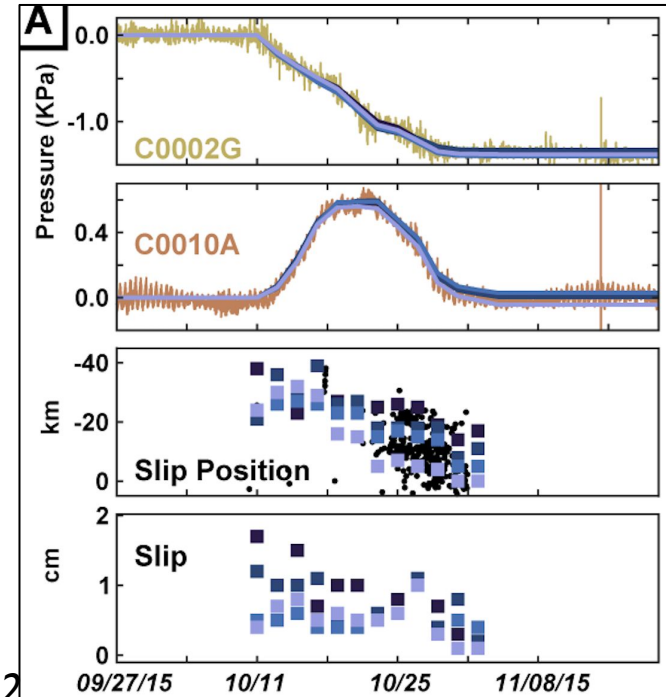 A
0.0
-1.0
C0002G
Pressure (KPa)
0.4
0.0
C0010A
-40
-20
0
km
Slip Position
2
1
0
cm
Slip
2
09/27/15 10/11 10/25 11/08/15